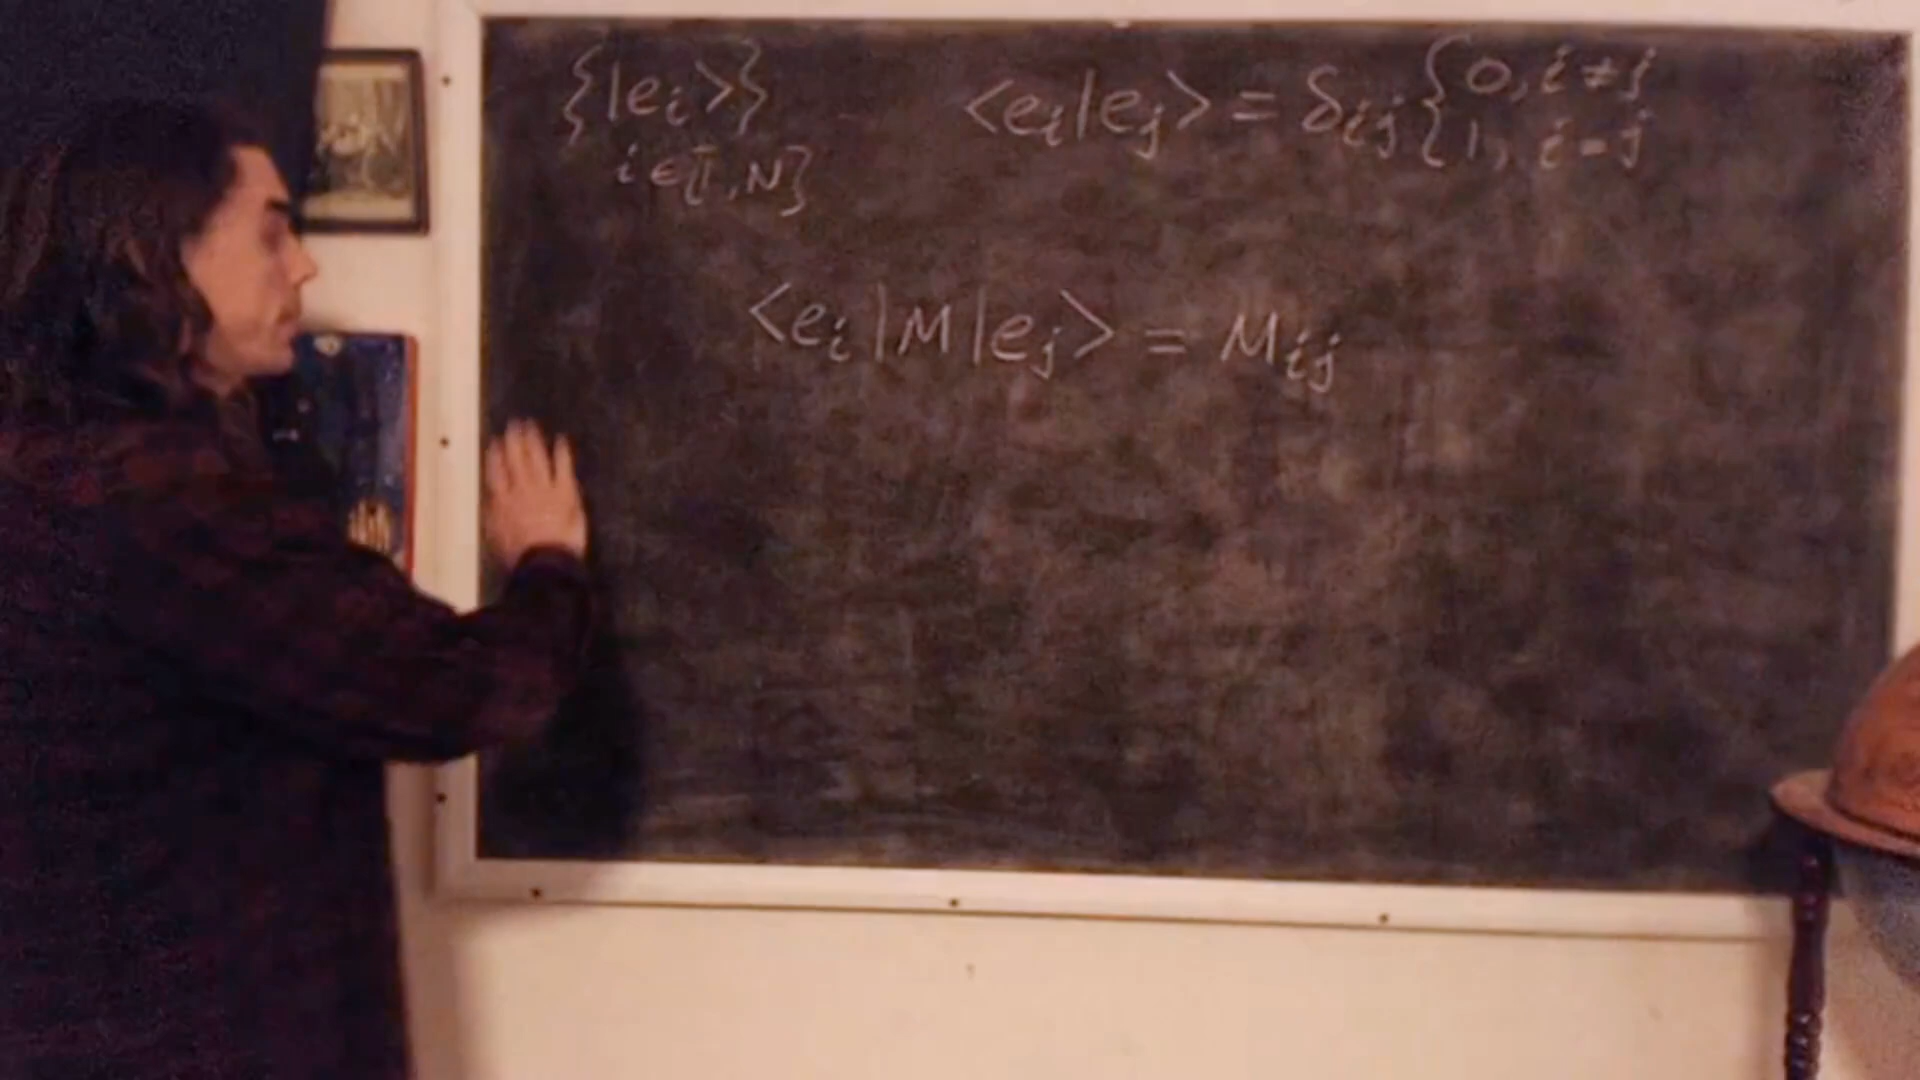 {|eᵢ>} <eᵢ|eⱼ> = δᵢⱼ { 0, i ≠ j
i ∈ [1, N] 1, i = j
<eᵢ|M|eⱼ> = Mᵢⱼ